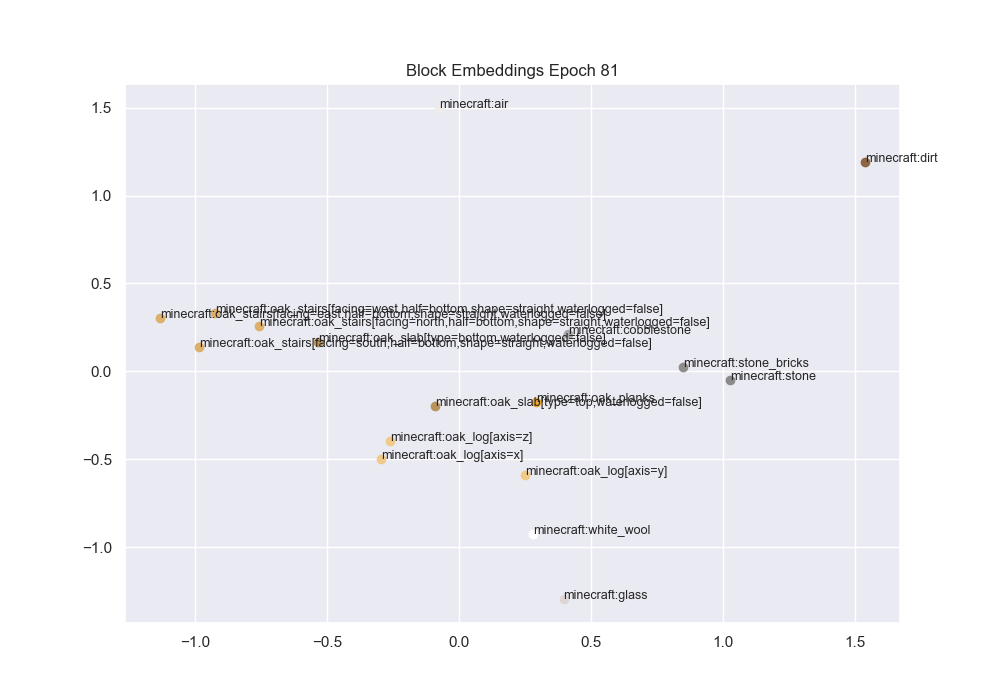 Block Embeddings Epoch 81
1.5
1.0
0.5
0.0
−0.5
−1.0
minecraft:air
minecraft:dirt
minecraft:oak_stairs[facing=west,half=bottom,shape=straight,waterlogged=false]
minecraft:oak_stairs[facing=east,half=bottom,shape=straight,waterlogged=false]
minecraft:oak_stairs[facing=north,half=bottom,shape=straight,waterlogged=false]
minecraft:cobblestone
minecraft:oak_slab[type=bottom,waterlogged=false]
minecraft:oak_stairs[facing=south,half=bottom,shape=straight,waterlogged=false]
minecraft:stone_bricks
minecraft:stone
minecraft:oak_planks
minecraft:oak_slab[type=top,waterlogged=false]
minecraft:oak_log[axis=z]
minecraft:oak_log[axis=x]
minecraft:oak_log[axis=y]
minecraft:white_wool
minecraft:glass
−1.0 −0.5 0.0 0.5 1.0 1.5